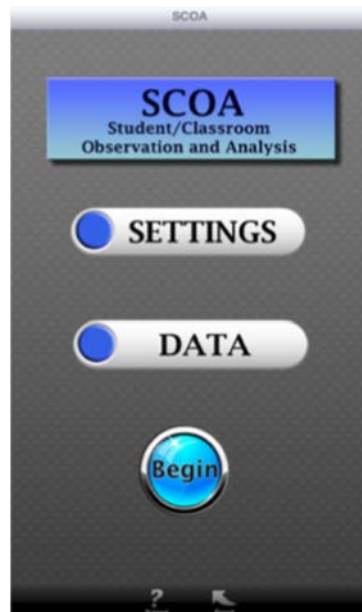 SCOA
SCOA
Student/Classroom
Observation and Analysis
SETTINGS
DATA
Begin
?